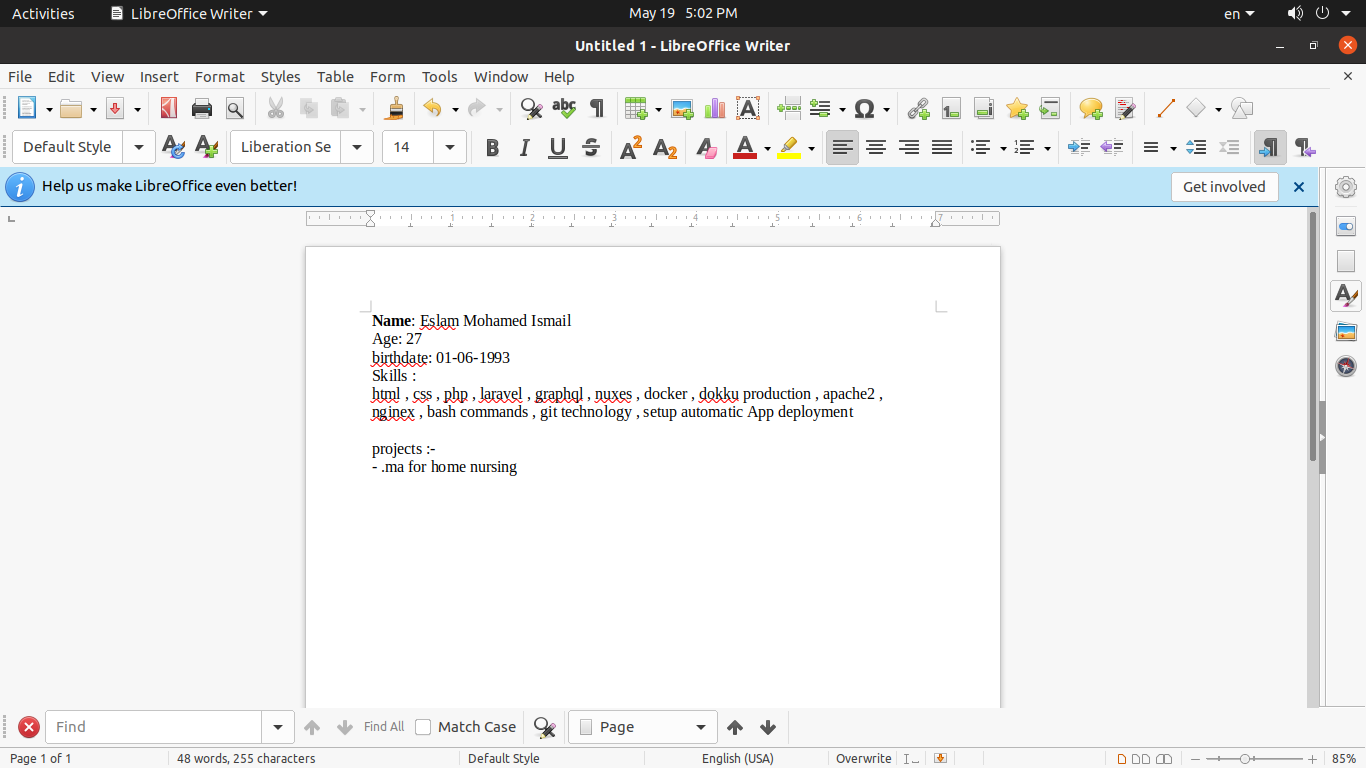 Activities LibreOffice Writer May 19 5:02 PM en
Untitled 1 - LibreOffice Writer
File Edit View Insert Format Styles Table Form Tools Window Help
Default Style Liberation Se 14
Help us make LibreOffice even better! Get involved
1 2 3 4 5 6 7
Name: Eslam Mohamed Ismail
Age: 27
birthdate: 01-06-1993
Skills :
html , css , php , laravel , graphql , nuxes , docker , dokku production , apache2 ,
nginex , bash commands , git technology , setup automatic App deployment
projects :-
- .ma for home nursing
Find Find All Match Case Page
Page 1 of 1 48 words, 255 characters Default Style English (USA) Overwrite 85%